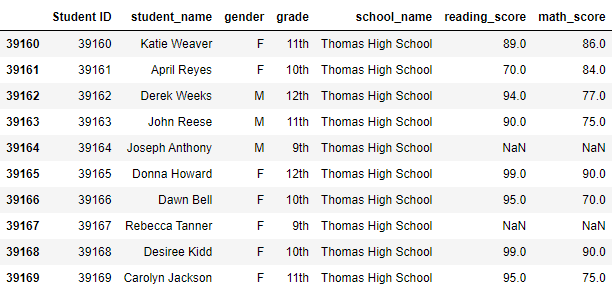 Student ID student_name gender grade school_name reading_score math_score
39160 39160 Katie Weaver F 11th Thomas High School 89.0 86.0
39161 39161 April Reyes F 10th Thomas High School 70.0 84.0
39162 39162 Derek Weeks M 12th Thomas High School 94.0 77.0
39163 39163 John Reese M 11th Thomas High School 90.0 75.0
39164 39164 Joseph Anthony M 9th Thomas High School NaN NaN
39165 39165 Donna Howard F 12th Thomas High School 99.0 90.0
39166 39166 Dawn Bell F 10th Thomas High School 95.0 70.0
39167 39167 Rebecca Tanner F 9th Thomas High School NaN NaN
39168 39168 Desiree Kidd F 10th Thomas High School 99.0 90.0
39169 39169 Carolyn Jackson F 11th Thomas High School 95.0 75.0